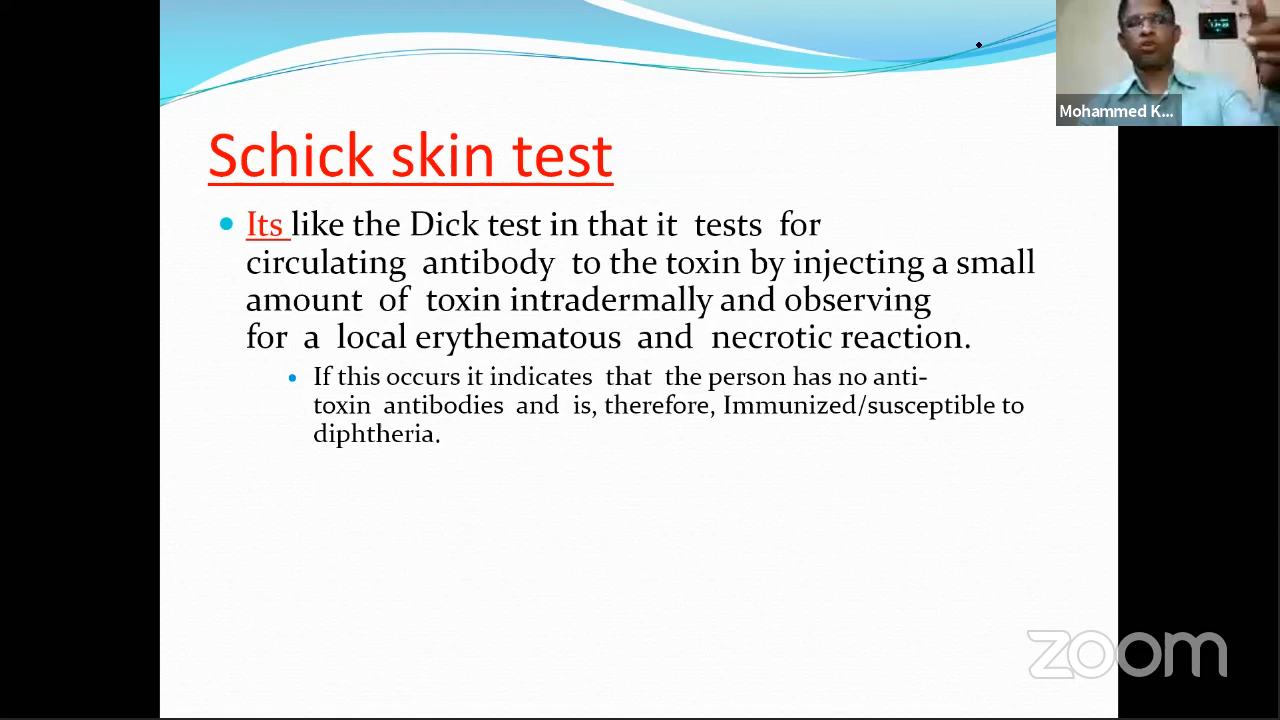 Mohammed K...
Schick skin test
Its like the Dick test in that it tests for
circulating antibody to the toxin by injecting a small
amount of toxin intradermally and observing
for a local erythematous and necrotic reaction.
If this occurs it indicates that the person has no anti-
toxin antibodies and is, therefore, Immunized/susceptible to
diphtheria.
zoom